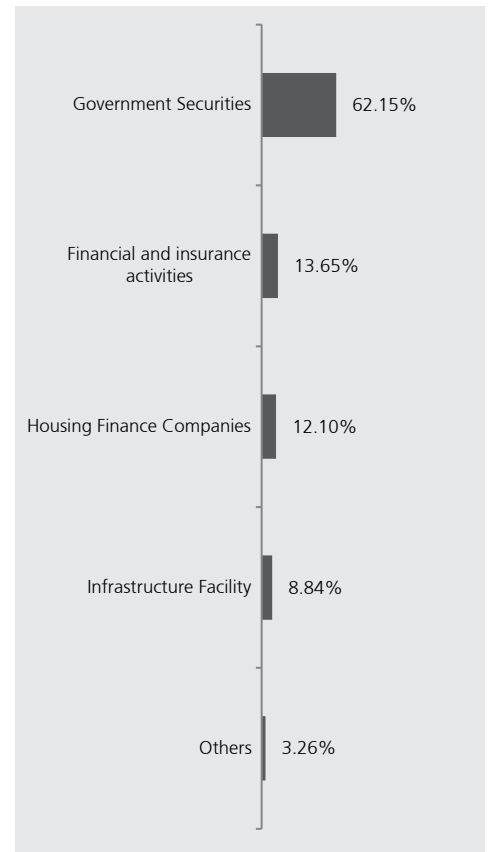 Government Securities 62.15%
Financial and insurance
activities 13.65%
Housing Finance Companies 12.10%
Infrastructure Facility 8.84%
Others 3.26%